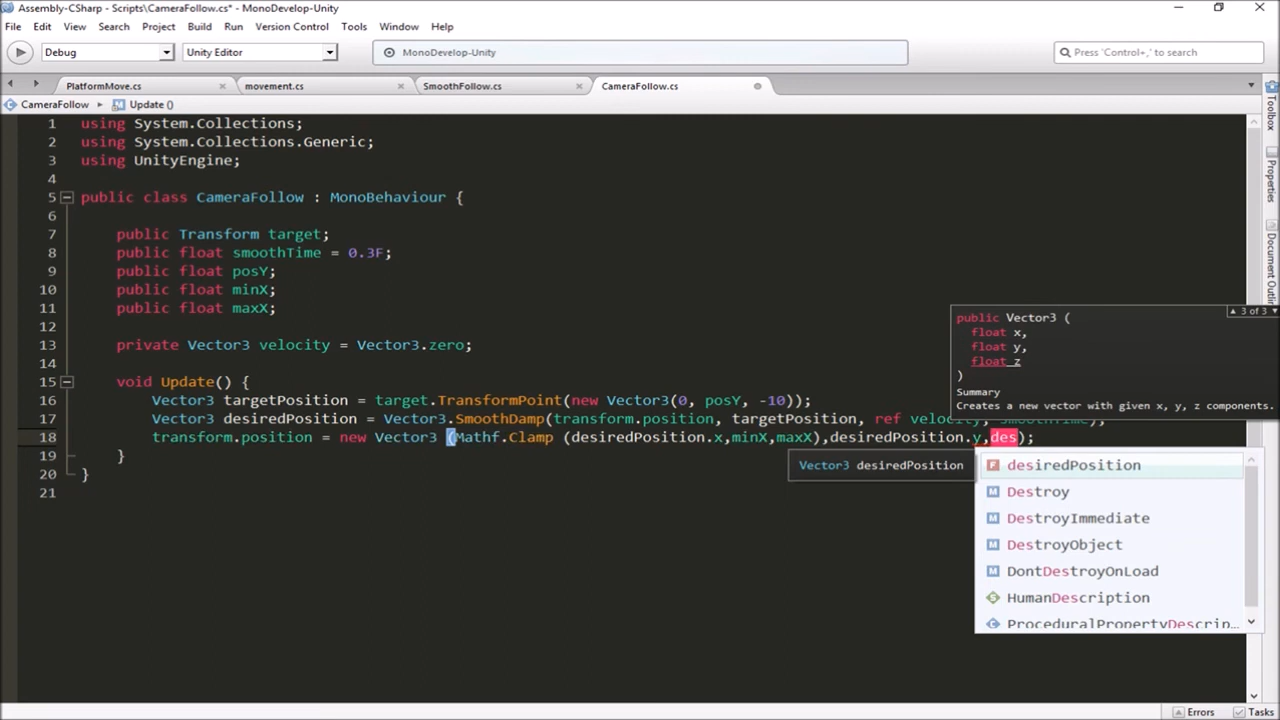 Assembly-CSharp - Scripts\CameraFollow.cs* - MonoDevelop-Unity
File Edit View Search Project Build Run Version Control Tools Window Help
Debug Unity Editor MonoDevelop-Unity Press 'Control+,' to search
PlatformMove.cs movement.cs SmoothFollow.cs CameraFollow.cs
CameraFollow Update ()
1 using System.Collections;
2 using System.Collections.Generic;
3 using UnityEngine;
4
5 public class CameraFollow : MonoBehaviour {
6
7 public Transform target;
8 public float smoothTime = 0.3F;
9 public float posY;
10 public float minX;
11 public float maxX;
12
13 private Vector3 velocity = Vector3.zero;
14
15 void Update() {
16 Vector3 targetPosition = target.TransformPoint(new Vector3(0, posY, -10));
17 Vector3 desiredPosition = Vector3.SmoothDamp(transform.position, targetPosition, ref velocity, smoothTime);
18 transform.position = new Vector3 (Mathf.Clamp (desiredPosition.x,minX,maxX),desiredPosition.y,des);
19 }
20 }
21
public Vector3 ( 3 of 3
float x,
float y,
float z
)
Summary
Creates a new vector with given x, y, z components.
Vector3 desiredPosition
desiredPosition
Destroy
DestroyImmediate
DestroyObject
DontDestroyOnLoad
HumanDescription
ProceduralPropertyDescrip...
Toolbox
Properties
Document Outlin
Errors Tasks